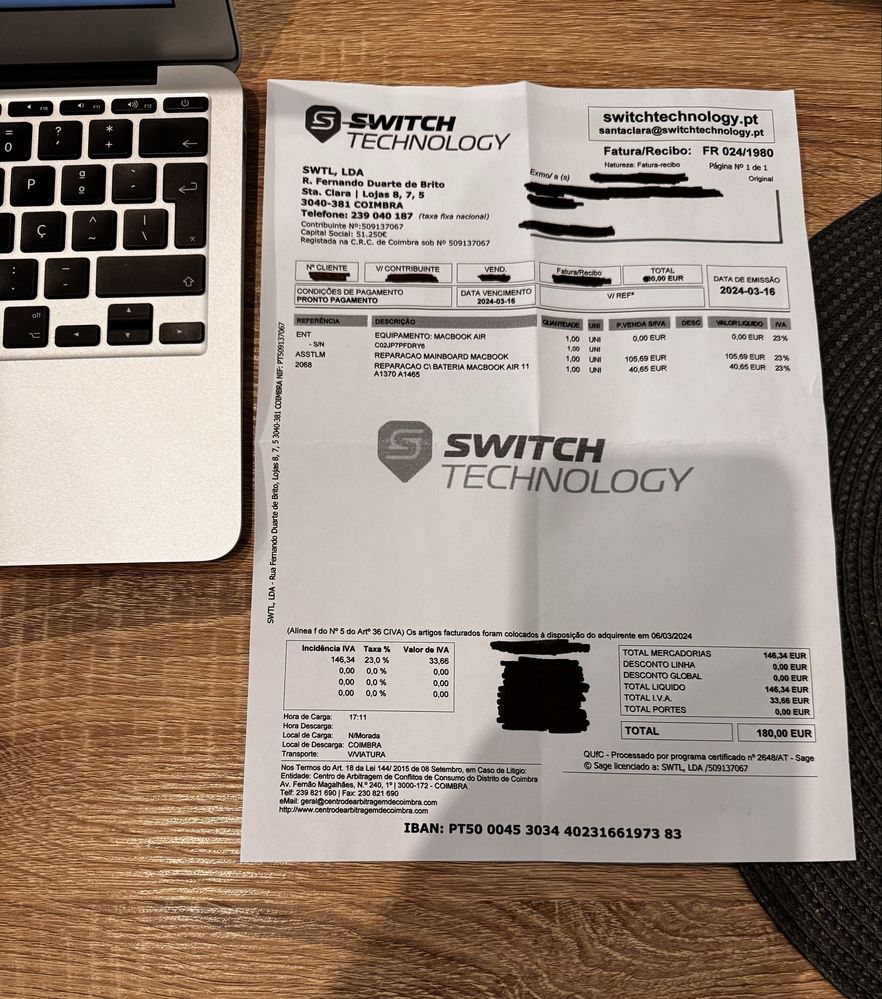 SWITCH
TECHNOLOGY
switchtechnology.pt
santaclara@switchtechnology.pt
Fatura/Recibo: FR 024/1980
Natureza: Fatura-recibo
Página Nº 1 de 1
Original
SWTL, LDA
R. Fernando Duarte de Brito
Sta. Clara | Lojas 8, 7, 5
3040-381 COIMBRA
Telefone: 239 040 187 (taxa fixa nacional)
Contribuinte Nº:509137067
Capital Social: 51.250€
Registada na C.R.C. de Coimbra sob Nº 509137067
Exmo/ a (s)
Nº CLIENTE V/ CONTRIBUINTE VEND. Fatura/Recibo TOTAL DATA DE EMISSÃO
0,00 EUR 2024-03-16
CONDIÇÕES DE PAGAMENTO DATA VENCIMENTO V/ REFª
PRONTO PAGAMENTO 2024-03-16
REFERÊNCIA DESCRIÇÃO QUANTIDADE UNI P.VENDA S/IVA DESC VALOR LIQUIDO IVA
ENT EQUIPAMENTO: MACBOOK AIR 1,00 UNI 0,00 EUR 0,00 EUR 23%
- S/N C02JP7PFDRY6 1,00 UNI
ASSTLM REPARACAO MAINBOARD MACBOOK 1,00 UNI 105,69 EUR 105,69 EUR 23%
2068 REPARACAO C\ BATERIA MACBOOK AIR 11 1,00 UNI 40,65 EUR 40,65 EUR 23%
A1370 A1465
SWITCH
TECHNOLOGY
SWTL, LDA - Rua Fernando Duarte de Brito, Lojas 8, 7, 5 3040-381 COIMBRA NIF: PT509137067
(Alínea f do Nº 5 do Artº 36 CIVA) Os artigos facturados foram colocados à disposição do adquirente em 06/03/2024
Incidência IVA Taxa % Valor de IVA
146,34 23,0 % 33,66
0,00 0,0 % 0,00
0,00 0,0 % 0,00
0,00 0,0 % 0,00
TOTAL MERCADORIAS 146,34 EUR
DESCONTO LINHA 0,00 EUR
DESCONTO GLOBAL 0,00 EUR
TOTAL LIQUIDO 146,34 EUR
TOTAL I.V.A. 33,66 EUR
TOTAL PORTES 0,00 EUR
TOTAL 180,00 EUR
Hora de Carga: 17:11
Hora Descarga:
Local de Carga: N/Morada
Local de Descarga: COIMBRA
Transporte: V/VIATURA
QUfC - Processado por programa certificado nº 2648/AT - Sage
© Sage licenciado a: SWTL, LDA /509137067
Nos Termos do Art. 18 da Lei 144/ 2015 de 08 Setembro, em Caso de Litigio:
Entidade: Centro de Arbitragem de Conflitos de Consumo do Distrito de Coimbra
Av. Fernão Magalhães, N.º 240, 1º | 3000-172 - COIMBRA
Telf: 239 821 690 | Fax: 230 821 690
eMail: geral@centrodearbitragemdecoimbra.com
http://www.centrodearbitragemdecoimbra.com
IBAN: PT50 0045 3034 40231661973 83
F10 F11 F12
= ? *
0 ' +
P ª º
Ç
alt